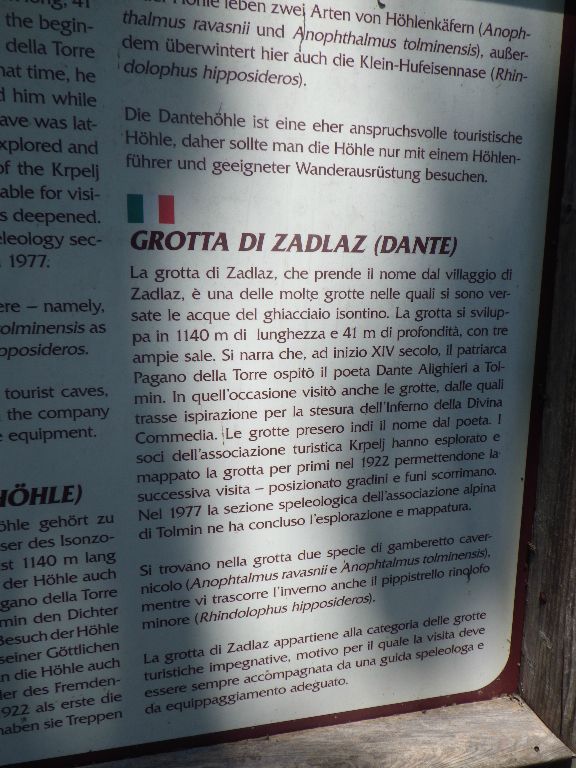 , 41
the begin-
della Torre
hat time, he
d him while
ave was lat-
xplored and
of the Krpelj
able for visi-
s deepened.
eleology sec-
1977.
ere – namely,
tolminensis as
pposideros.
tourist caves,
the company
e equipment.
HÖHLE)
öhle gehört zu
ser des Isonzo-
st 1140 m lang
der Höhle auch
gano della Torre
min den Dichter
Besuch der Höhle
seiner Göttlichen
n die Höhle auch
er des Fremden-
922 als erste die
haben sie Treppen
Höhle leben zwei Arten von Höhlenkäfern (Anoph-
thalmus ravasnii und Anophthalmus tolminensis), außer-
dem überwintert hier auch die Klein-Hufeisennase (Rhin-
dolophus hipposideros).
Die Dantehöhle ist eine eher anspruchsvolle touristische
Höhle, daher sollte man die Höhle nur mit einem Höhlen-
führer und geeigneter Wanderausrüstung besuchen.
GROTTA DI ZADLAZ (DANTE)
La grotta di Zadlaz, che prende il nome dal villaggio di
Zadlaz, è una delle molte grotte nelle quali si sono ver-
sate le acque del ghiacciaio isontino. La grotta si svilup-
pa in 1140 m di lunghezza e 41 m di profondità, con tre
ampie sale. Si narra che, ad inizio XIV secolo, il patriarca
Pagano della Torre ospitò il poeta Dante Alighieri a Tol-
min. In quell'occasione visitò anche le grotte, dalle quali
trasse ispirazione per la stesura dell'Inferno della Divina
Commedia. Le grotte presero indi il nome dal poeta. I
soci dell'associazione turistica Krpelj hanno esplorato e
mappato la grotta per primi nel 1922 permettendone la
successiva visita – posizionato gradini e funi scorrimano.
Nel 1977 la sezione speleologica dell'associazione alpina
di Tolmin ne ha concluso l'esplorazione e mappatura.
Si trovano nella grotta due specie di gamberetto caver-
nicolo (Anophtalmus ravasnii e Anophtalmus tolminensis),
mentre vi trascorre l'inverno anche il pippistrello rinolofo
minore (Rhindolophus hipposideros).
La grotta di Zadlaz appartiene alla categoria delle grotte
turistiche impegnative, motivo per il quale la visita deve
essere sempre accompagnata da una guida speleologa e
da equippaggiamento adeguato.